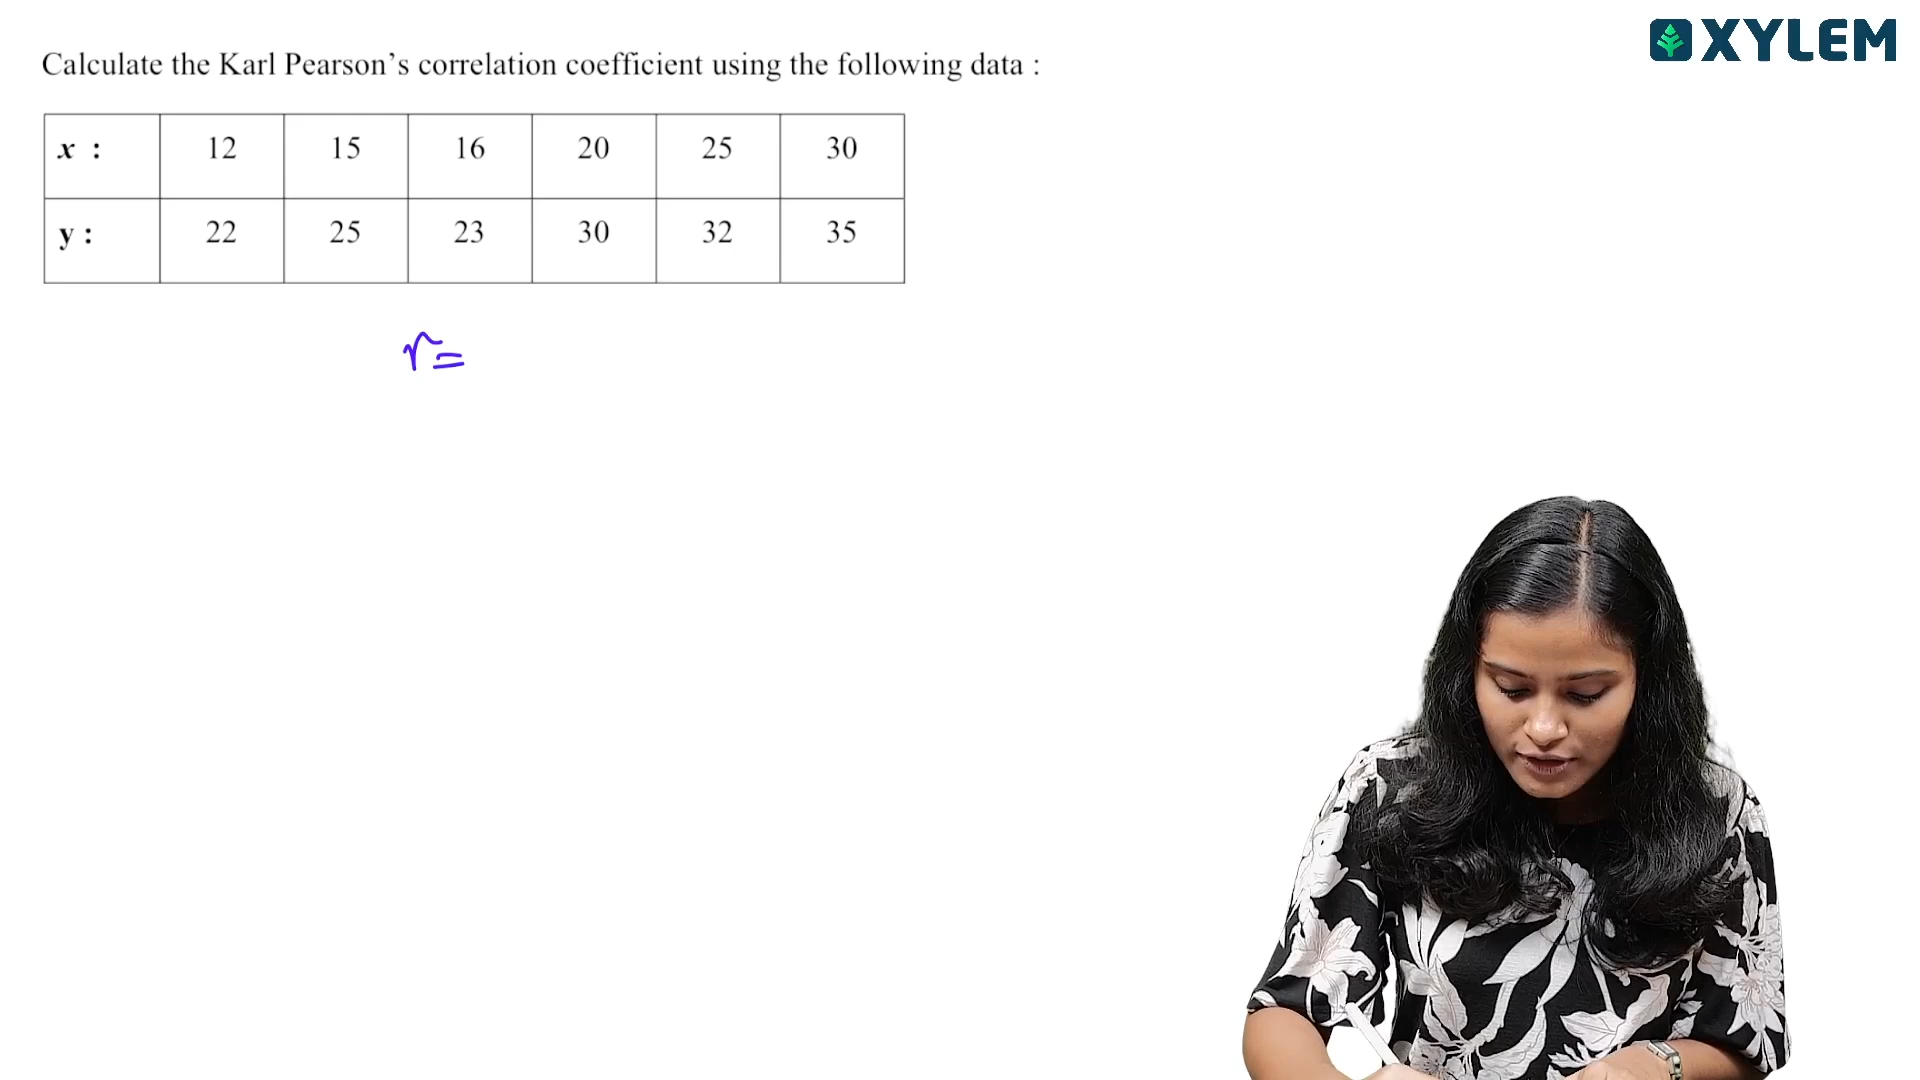 XYLEM
Calculate the Karl Pearson’s correlation coefficient using the following data :
x : 12 15 16 20 25 30
y : 22 25 23 30 32 35
r=